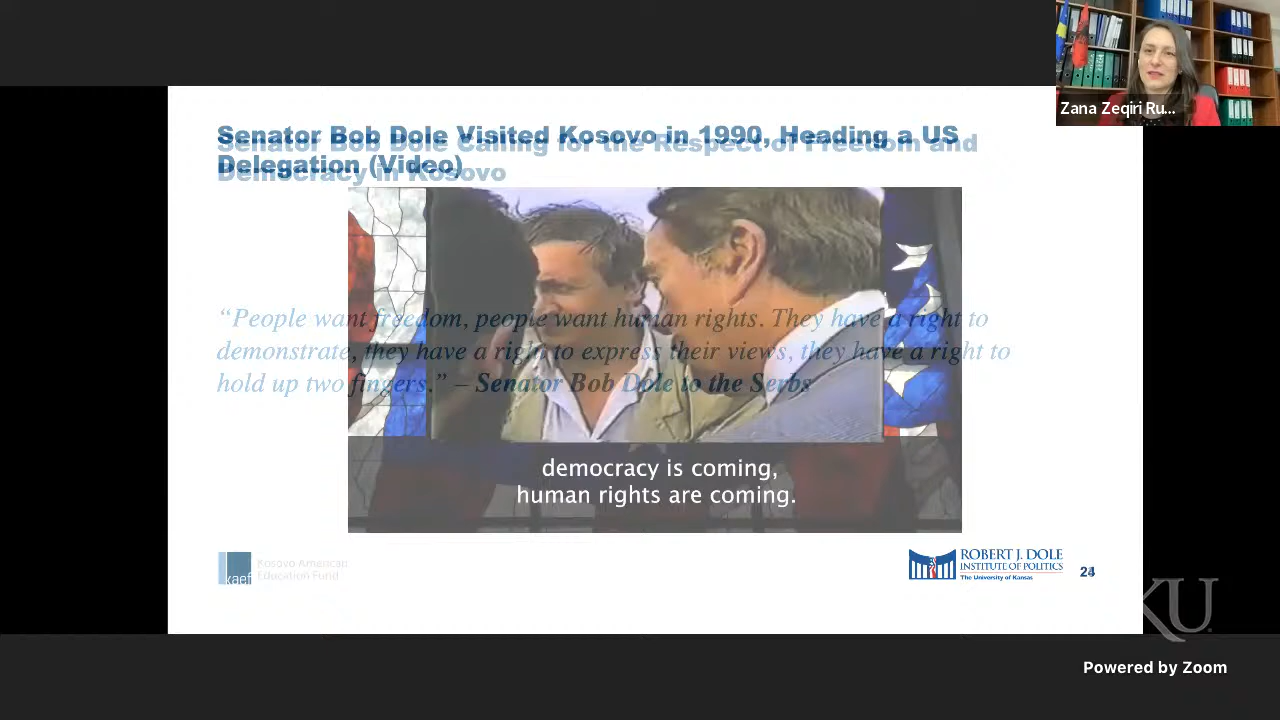 Zana Zeqiri Ru...
Senator Bob Dole Visited Kosovo in 1990, Heading a US
Delegation (Video)
Senator Bob Dole Calling for the Respect of Freedom and
Democracy in Kosovo
“People want freedom, people want human rights. They have a right to
demonstrate, they have a right to express their views, they have a right to
hold up two fingers.” – Senator Bob Dole to the Serbs
democracy is coming,
human rights are coming.
kaef
Kosovo American
Education Fund
ROBERT J. DOLE
INSTITUTE OF POLITICS
The University of Kansas
KU
Powered by Zoom